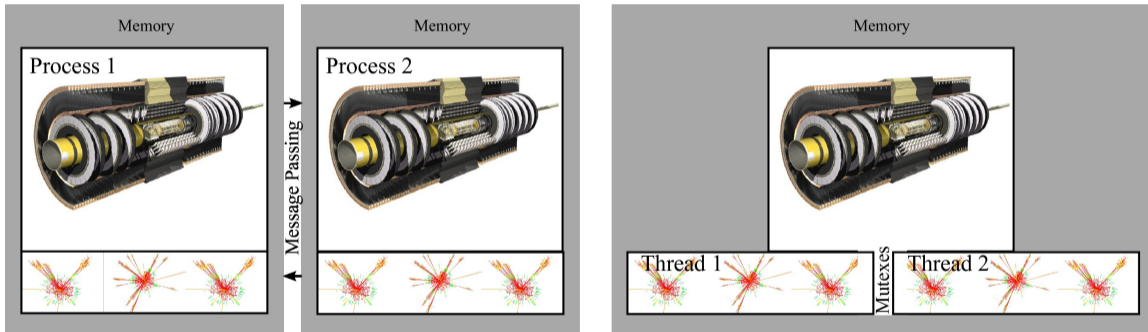 Memory
Process 1
Message Passing
Memory
Process 2
Memory
Thread 1
Mutexes
Thread 2